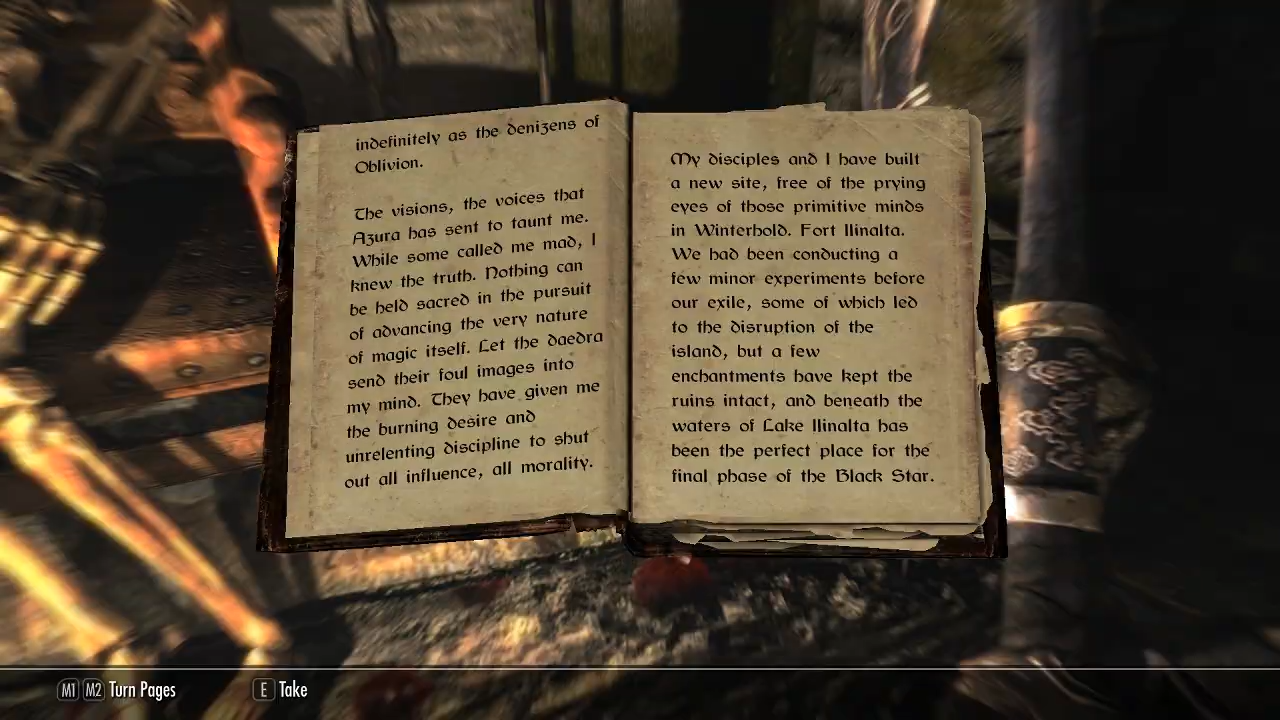 indefinitely as the denizens of
Oblivion.
The visions, the voices that
Azura has sent to taunt me.
While some called me mad, I
knew the truth. Nothing can
be held sacred in the pursuit
of advancing the very nature
of magic itself. Let the daedra
send their foul images into
my mind. They have given me
the burning desire and
unrelenting discipline to shut
out all influence, all morality.
My disciples and I have built
a new site, free of the prying
eyes of those primitive minds
in Winterhold. Fort Ilinalta.
We had been conducting a
few minor experiments before
our exile, some of which led
to the disruption of the
island, but a few
enchantments have kept the
ruins intact, and beneath the
waters of Lake Ilinalta has
been the perfect place for the
final phase of the Black Star.
M1 M2 Turn Pages
E Take